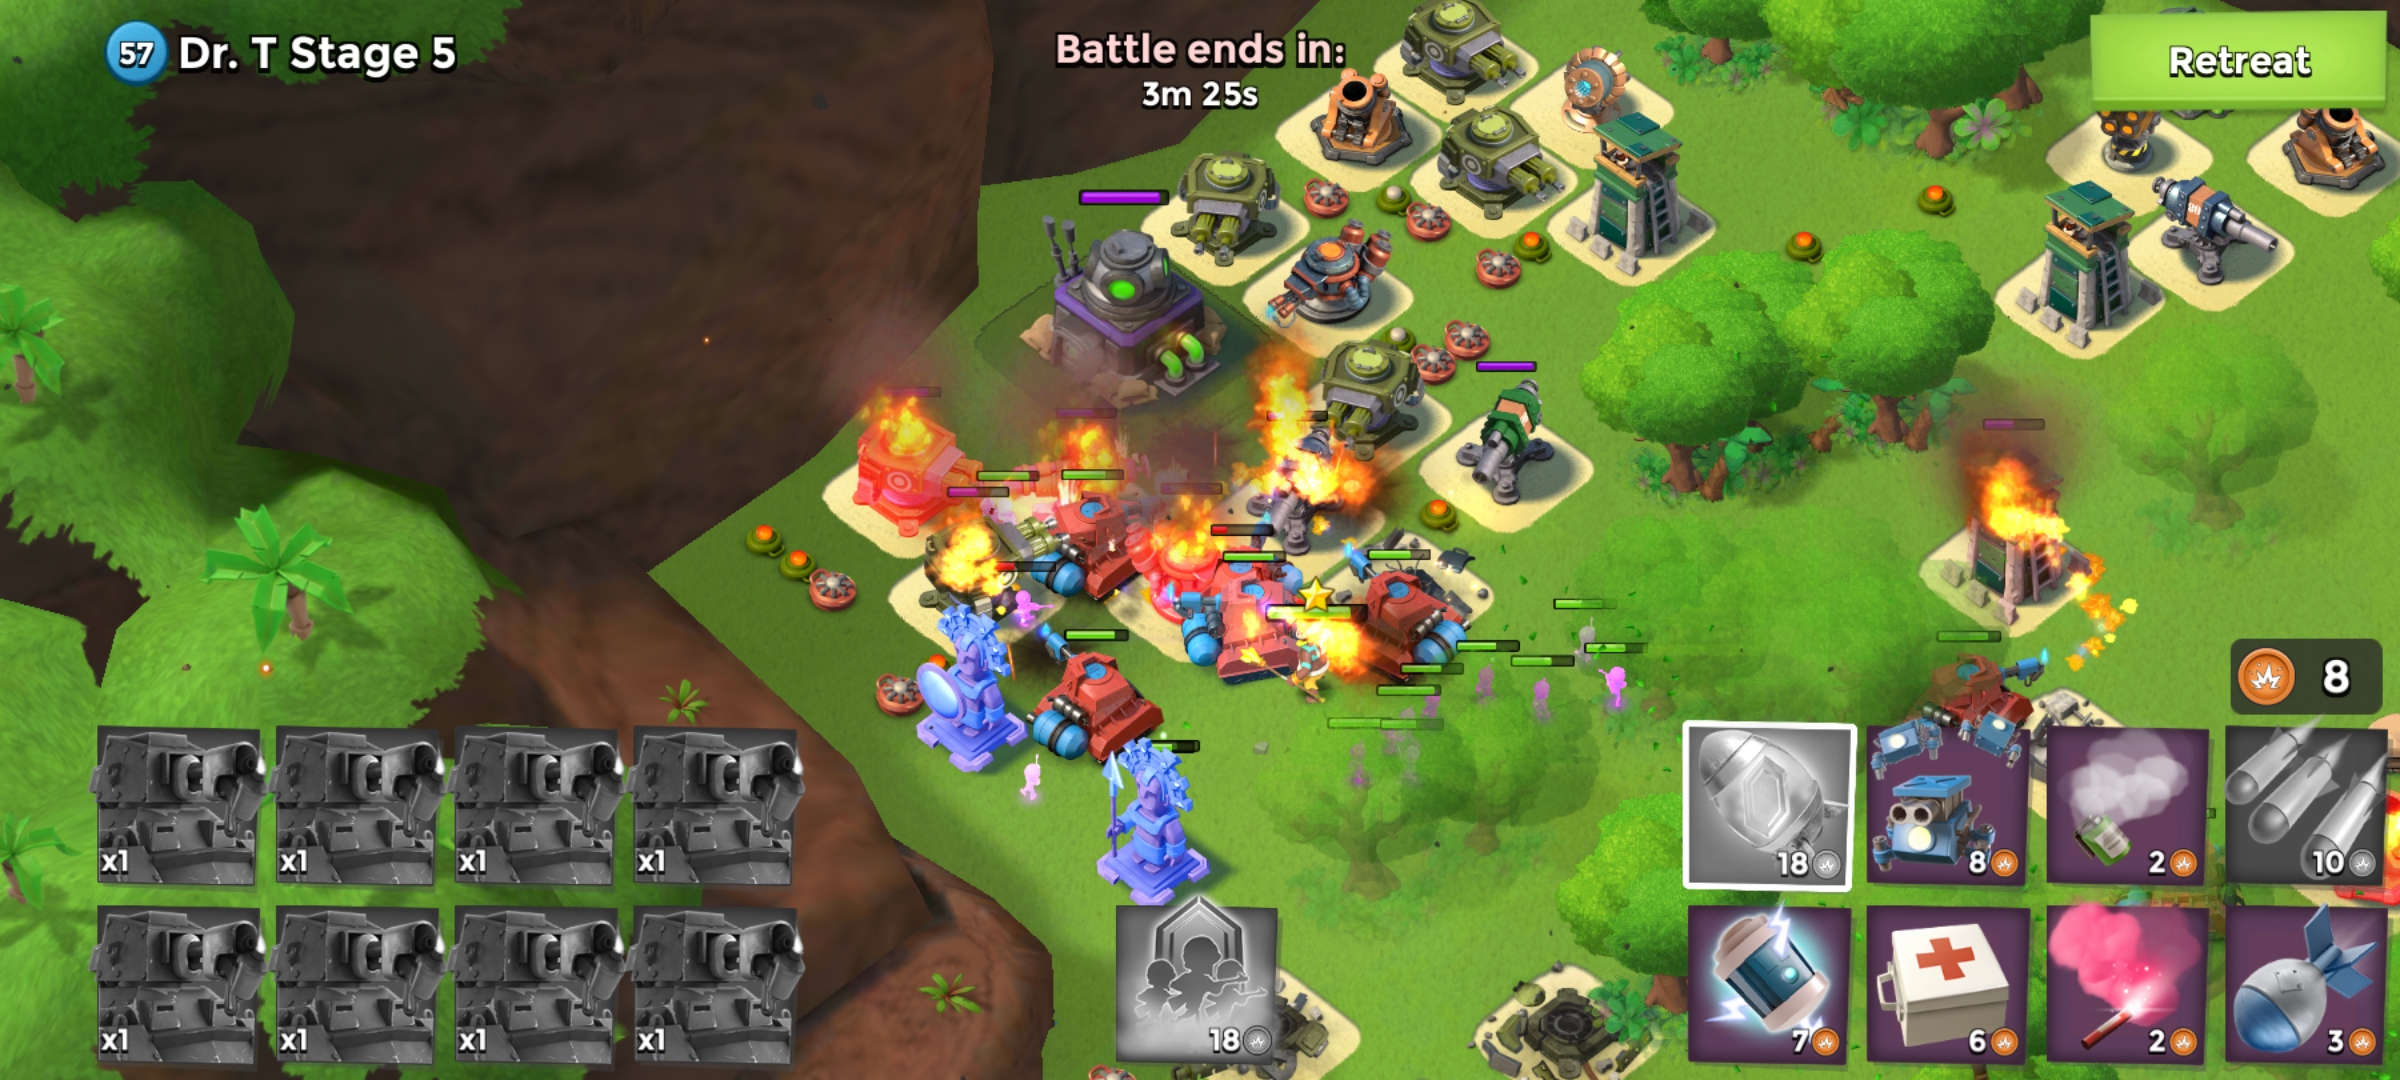 57 Dr. T Stage 5
Battle ends in:
3m 25s
Retreat
8
x1 x1 x1 x1
18 8 2 10
x1 x1 x1 x1
18
7 6 2 3